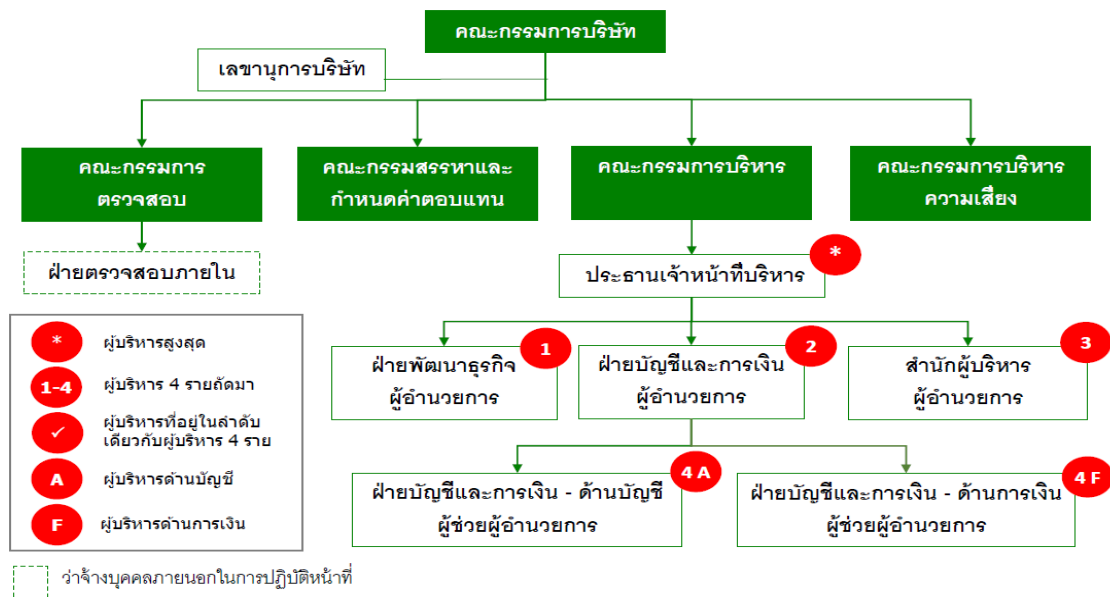 คณะกรรมการบริษัท
เลขานุการบริษัท
คณะกรรมการ
ตรวจสอบ
คณะกรรมสรรหาและ
กำหนดค่าตอบแทน
คณะกรรมการบริหาร
คณะกรรมการบริหาร
ความเสี่ยง
ฝ่ายตรวจสอบภายใน
*
ประธานเจ้าหน้าที่บริหาร
1
ฝ่ายพัฒนาธุรกิจ
ผู้อำนวยการ
2
ฝ่ายบัญชีและการเงิน
ผู้อำนวยการ
3
สำนักผู้บริหาร
ผู้อำนวยการ
4 A
ฝ่ายบัญชีและการเงิน - ด้านบัญชี
ผู้ช่วยผู้อำนวยการ
4 F
ฝ่ายบัญชีและการเงิน - ด้านการเงิน
ผู้ช่วยผู้อำนวยการ
* ผู้บริหารสูงสุด
1-4 ผู้บริหาร 4 รายถัดมา
✓ ผู้บริหารที่อยู่ในลำดับ
เดียวกับผู้บริหาร 4 ราย
A ผู้บริหารด้านบัญชี
F ผู้บริหารด้านการเงิน
ว่าจ้างบุคคลภายนอกในการปฏิบัติหน้าที่